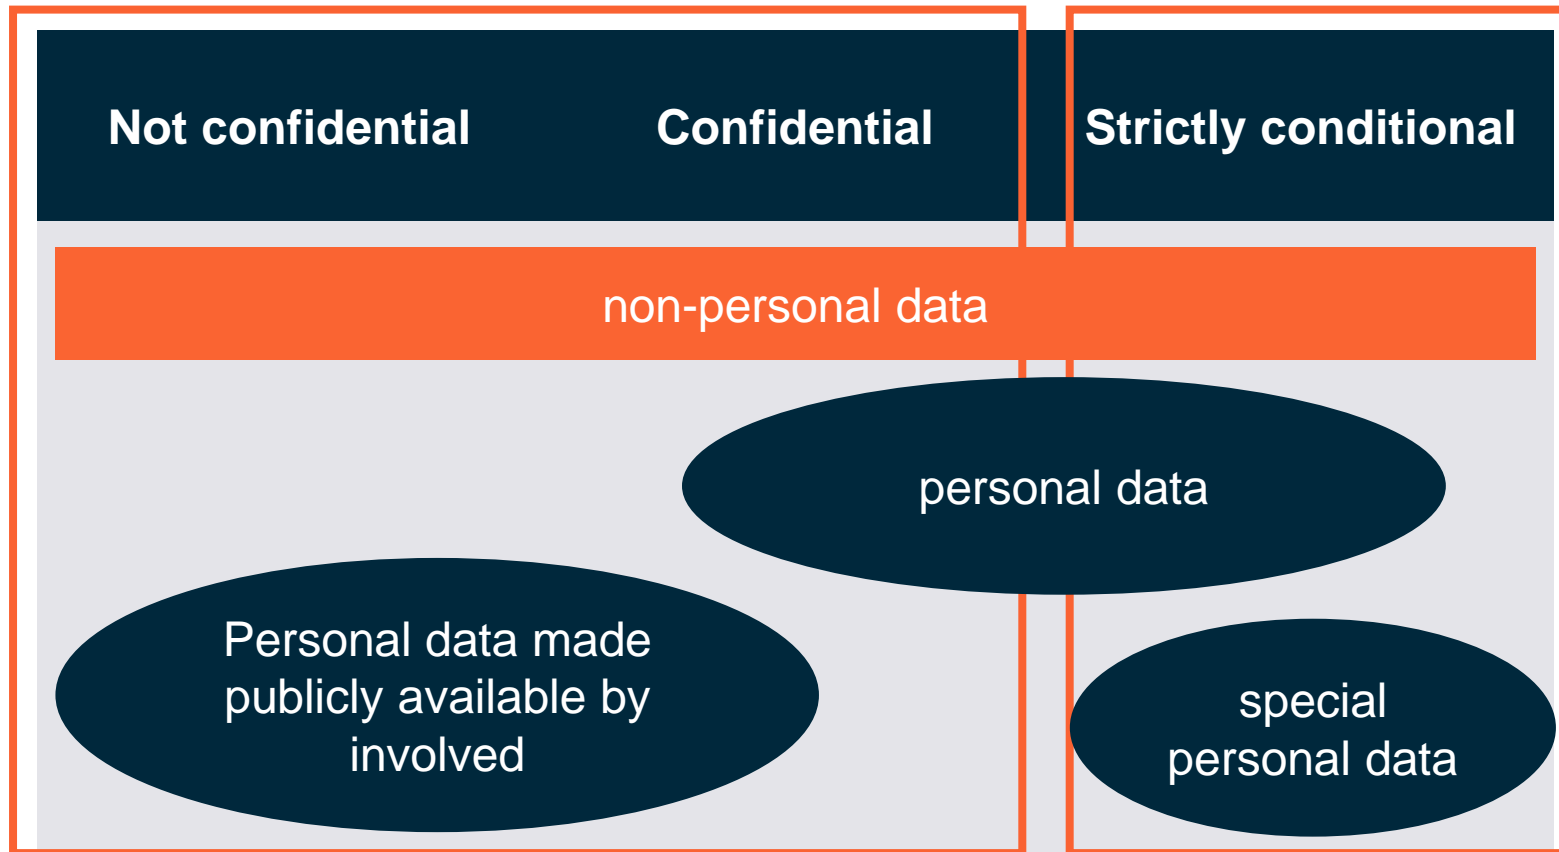 Not confidential Confidential Strictly conditional
non-personal data
personal data
Personal data made
publicly available by
involved
special
personal data